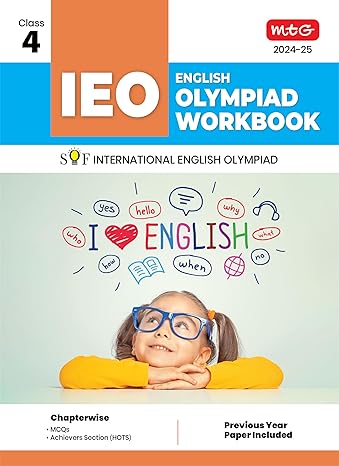 Class
4
mtG
2024-25
IEO
ENGLISH
OLYMPIAD
WORKBOOK
SOF INTERNATIONAL ENGLISH OLYMPIAD
yes
hello
why
who
I ENGLISH
how
when
no
Chapterwise
• MCQs
• Achievers Section (HOTS)
Previous Year
Paper Included